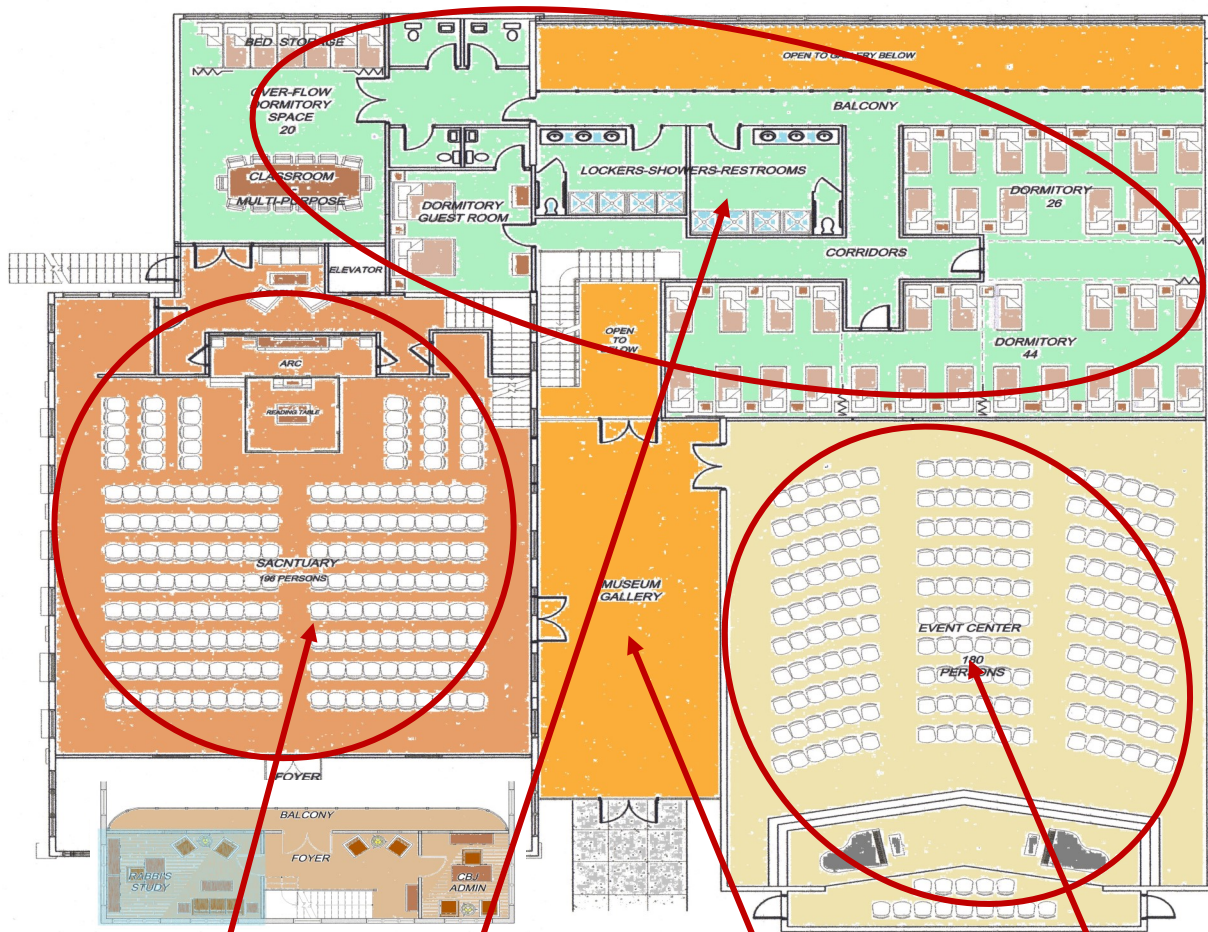 BED STORAGE
OPEN TO GALLERY BELOW
OVER-FLOW
DORMITORY
SPACE
20
BALCONY
CLASSROOM
MULTI-PURPOSE
LOCKERS-SHOWERS-RESTROOMS
DORMITORY
26
DORMITORY
GUEST ROOM
CORRIDORS
ELEVATOR
OPEN
TO
BELOW
DORMITORY
44
ARC
READING TABLE
SACNTUARY
196 PERSONS
MUSEUM
GALLERY
EVENT CENTER
180
PERSONS
FOYER
BALCONY
FOYER
RABBI'S
STUDY
CBJ
ADMIN